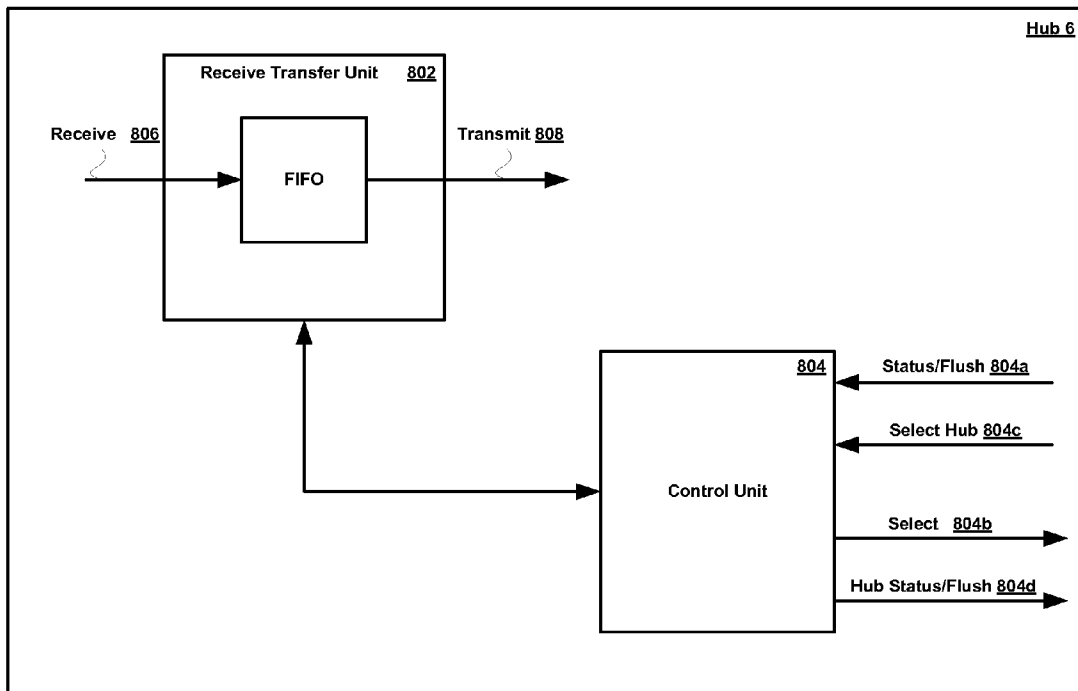 Hub 6
Receive Transfer Unit 802
Receive 806
Transmit 808
FIFO
804
Status/Flush 804a
Select Hub 804c
Control Unit
Select 804b
Hub Status/Flush 804d